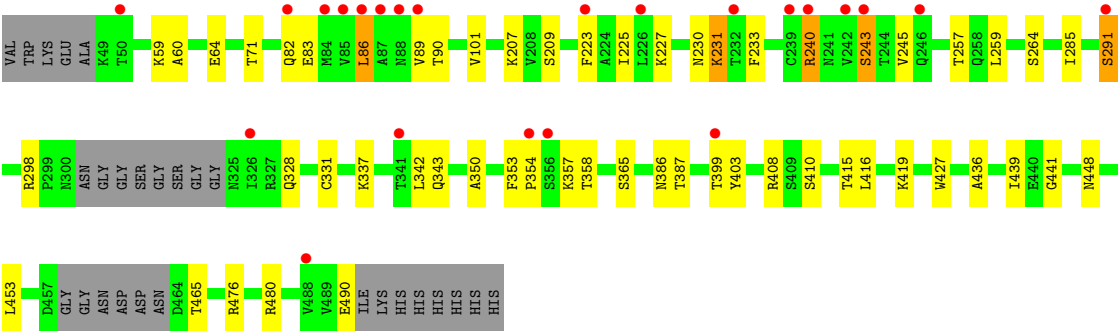 VAL TRP LYS GLU ALA K49 T50 K59 A60 E64 T71 Q82 E83 M84 V85 L86 A87 N88 V89 T90 V101 K207 V208 S209 F223 A224 I225 L226 K227 N230 K231 T232 F233 C239 R240 N241 V242 S243 T244 V245 Q246 T257 Q258 L259 S264 I285 S291
R298 P299 N300 ASN GLY GLY SER GLY SER GLY GLY N325 I326 R327 Q328 C331 K337 T341 L342 Q343 A350 F353 P354 S356 K357 T358 S365 N386 T387 T399 Y403 R408 S409 S410 T415 L416 K419 W427 A436 I439 E440 G441 N448
L453 D457 GLY GLY ASN ASP ASP ASN D464 T465 R476 R480 V488 V489 E490 ILE LYS HIS HIS HIS HIS HIS HIS